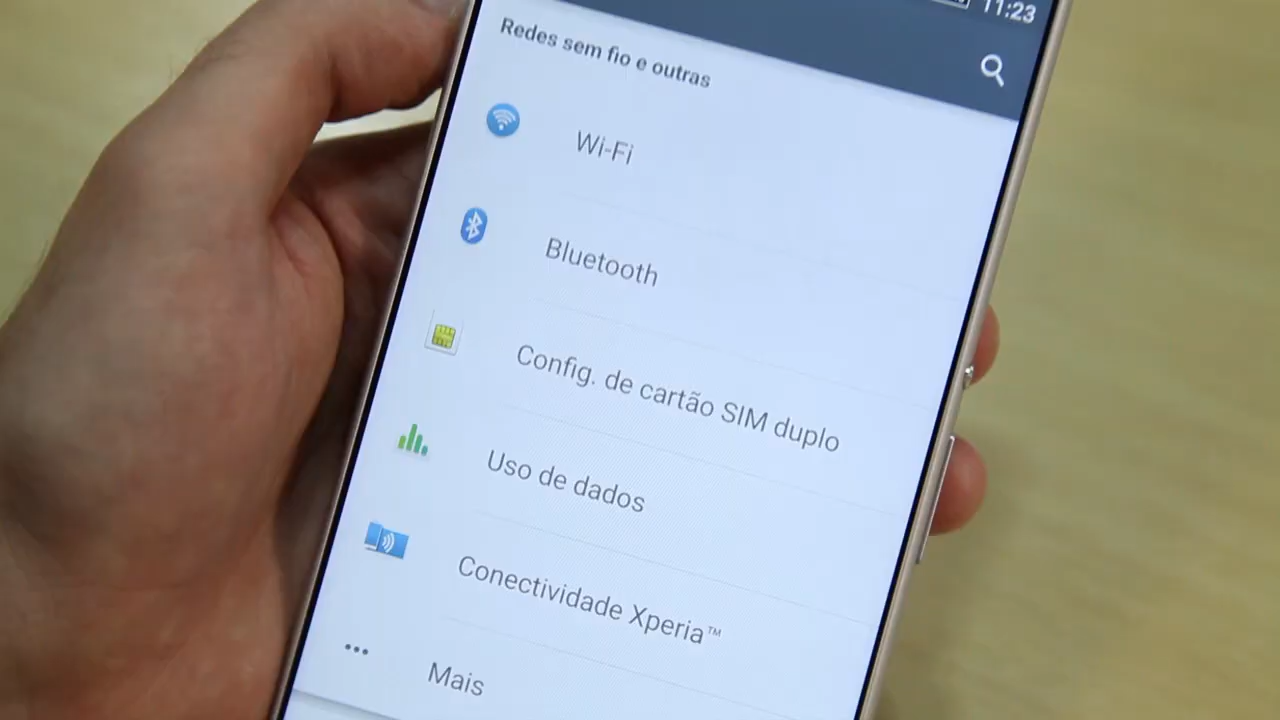 11:23
Redes sem fio e outras
Wi-Fi
Bluetooth
Config. de cartão SIM duplo
Uso de dados
Conectividade Xperia™
Mais